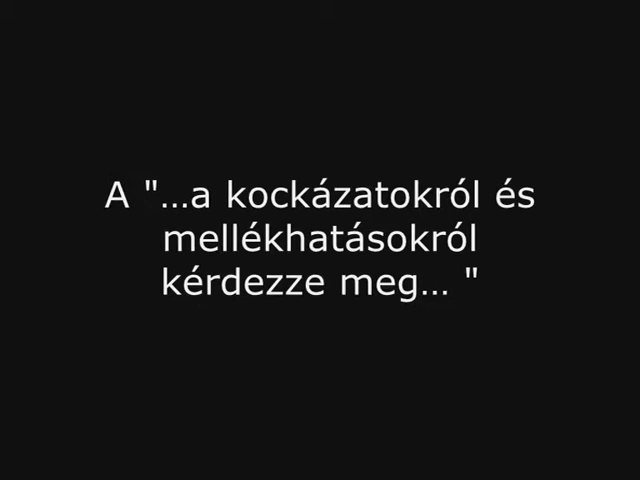 A "...a kockázatokról és
mellékhatásokról
kérdezze meg... "